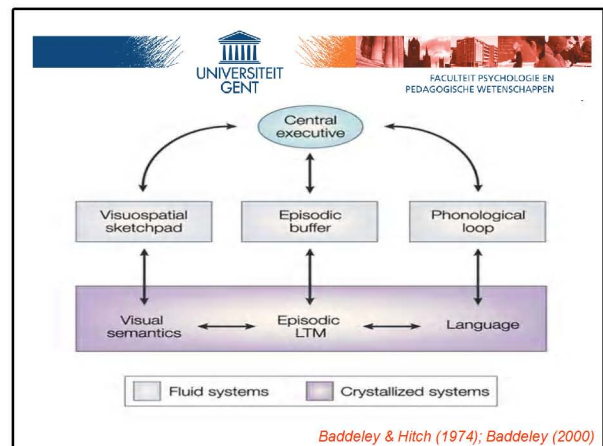 UNIVERSITEIT
GENT
FACULTEIT PSYCHOLOGIE EN
PEDAGOGISCHE WETENSCHAPPEN
Central
executive
Visuospatial
sketchpad
Episodic
buffer
Phonological
loop
Visual
semantics
Episodic
LTM
Language
Fluid systems
Crystallized systems
Baddeley & Hitch (1974); Baddeley (2000)